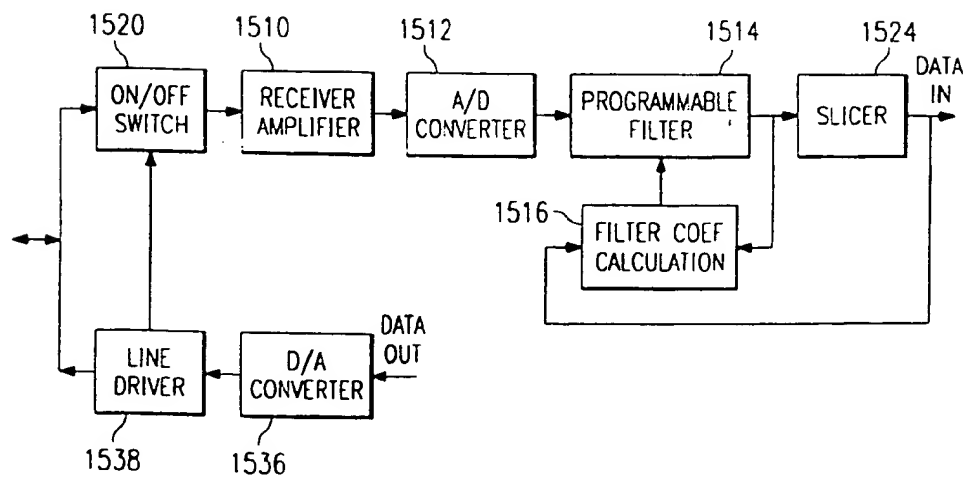 1520
1510
1512
1514
1524
DATA
IN
ON/OFF
SWITCH
RECEIVER
AMPLIFIER
A/D
CONVERTER
PROGRAMMABLE
FILTER
SLICER
1516
FILTER COEF
CALCULATION
DATA
OUT
LINE
DRIVER
D/A
CONVERTER
1538
1536